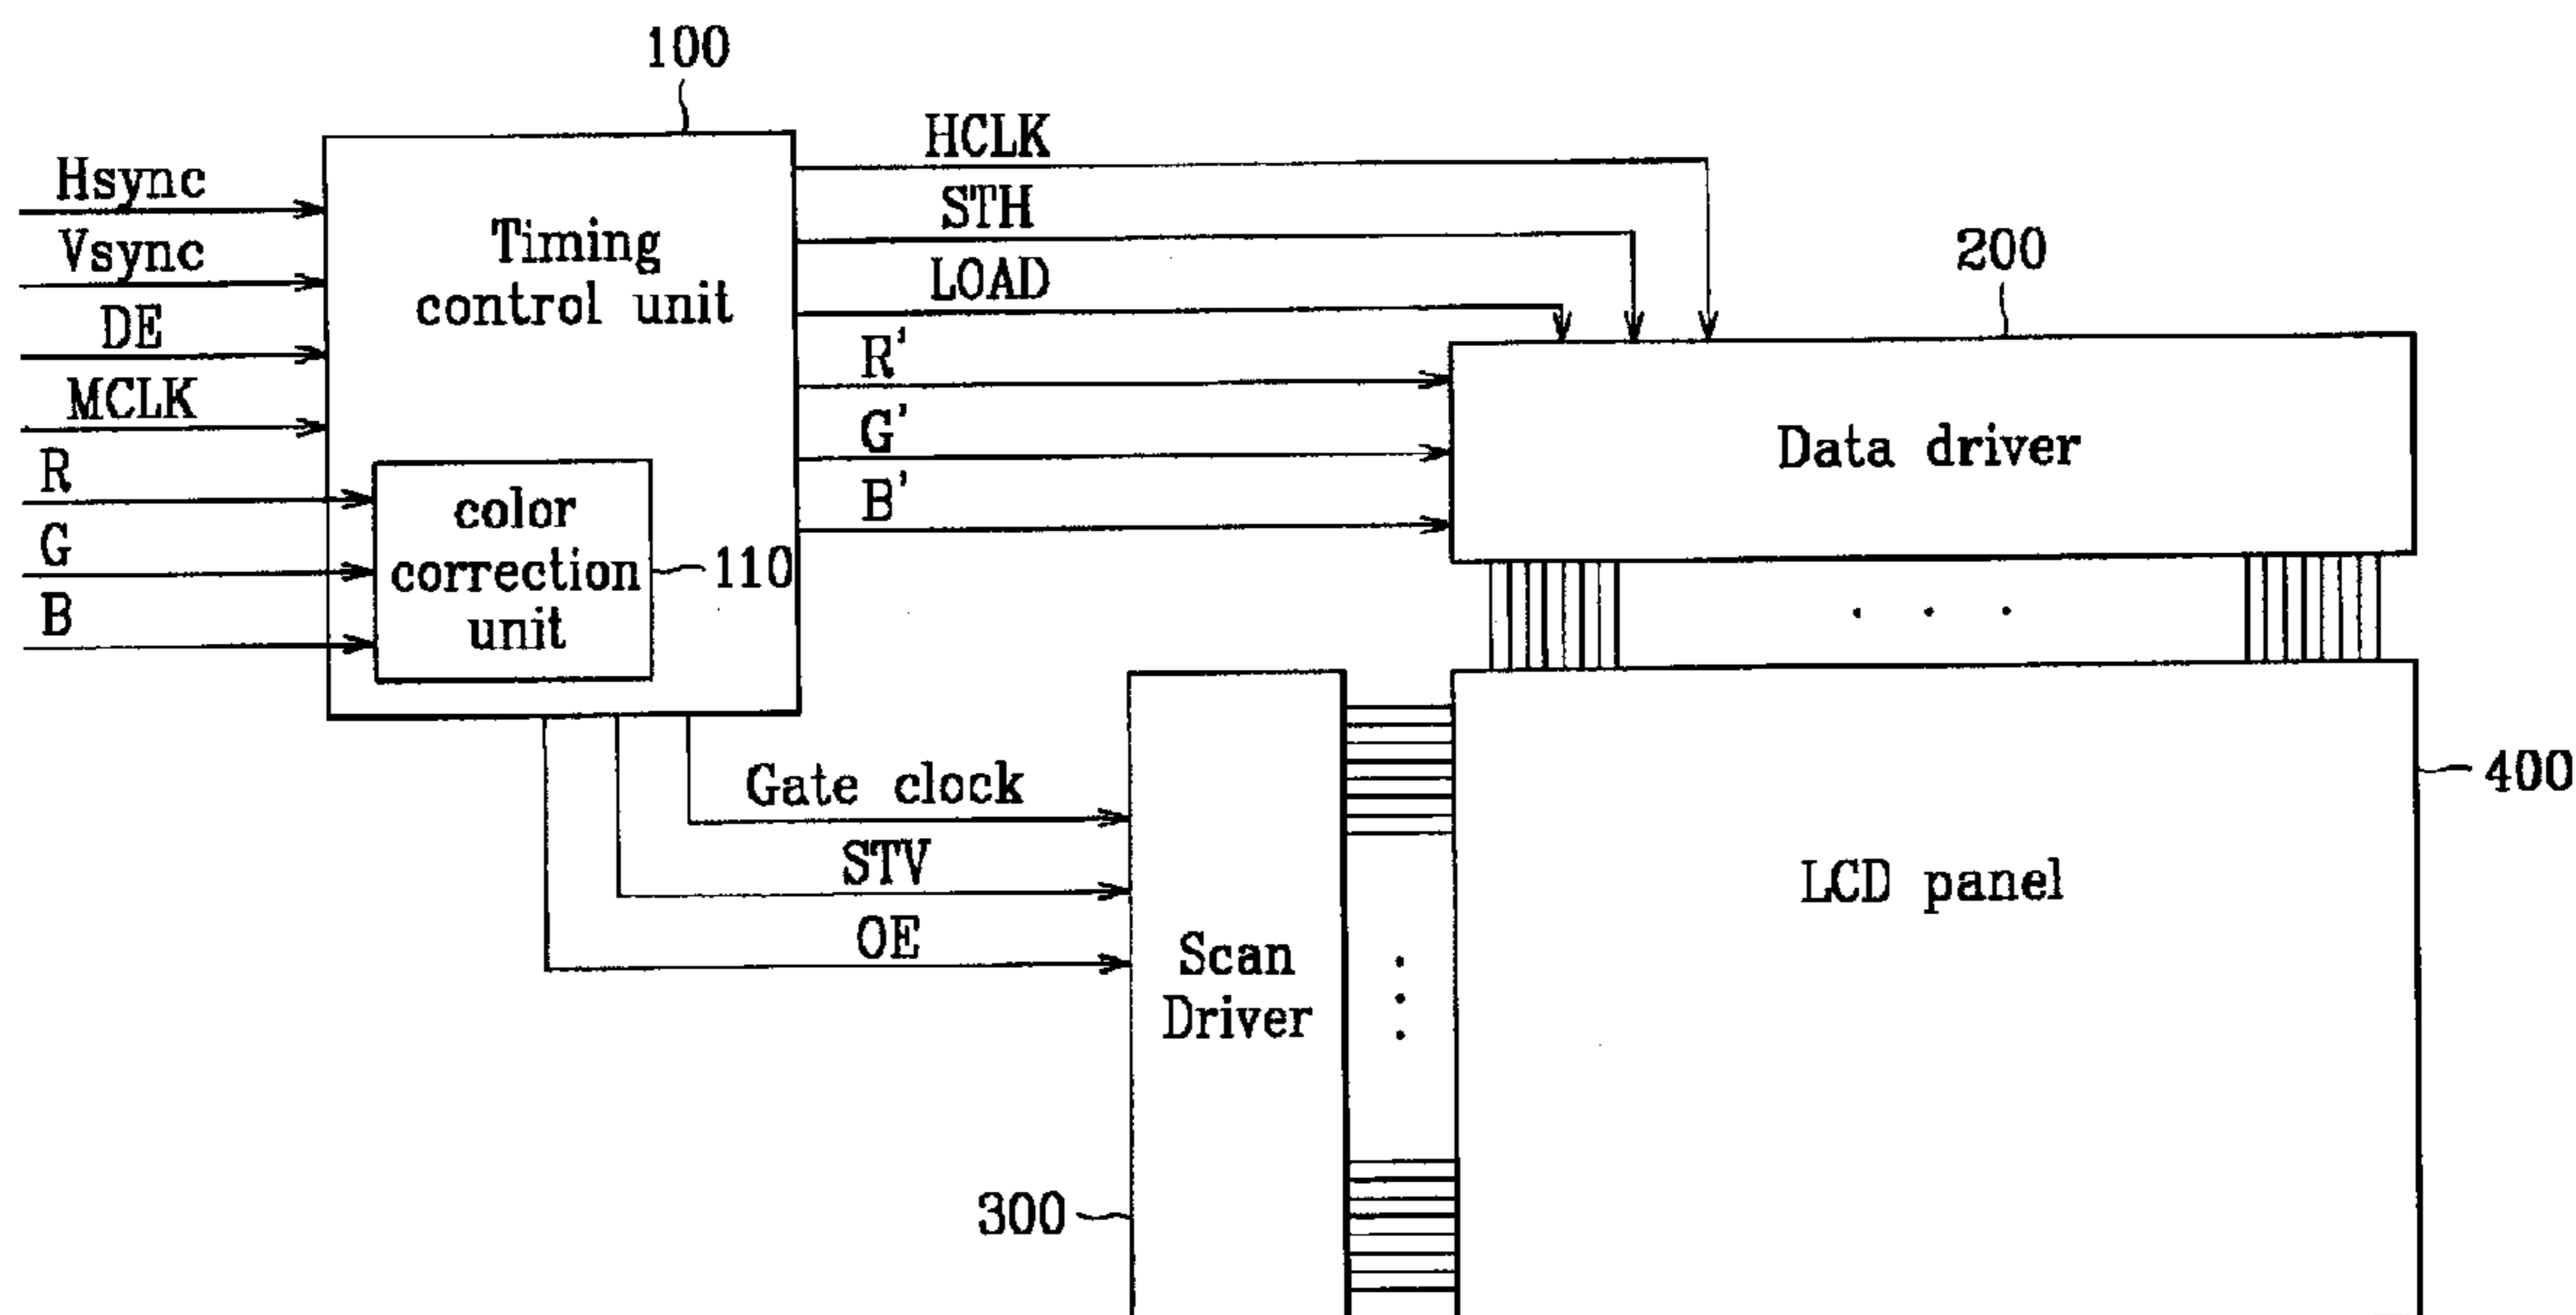 100
HCLK
Hsync
STH
Vsync
Timing
control unit
LOAD
200
DE
R'
MCLK
G'
Data driver
R
B'
color
correction
unit
G
110
B
Gate clock
400
STV
LCD panel
OE
Scan
Driver
300